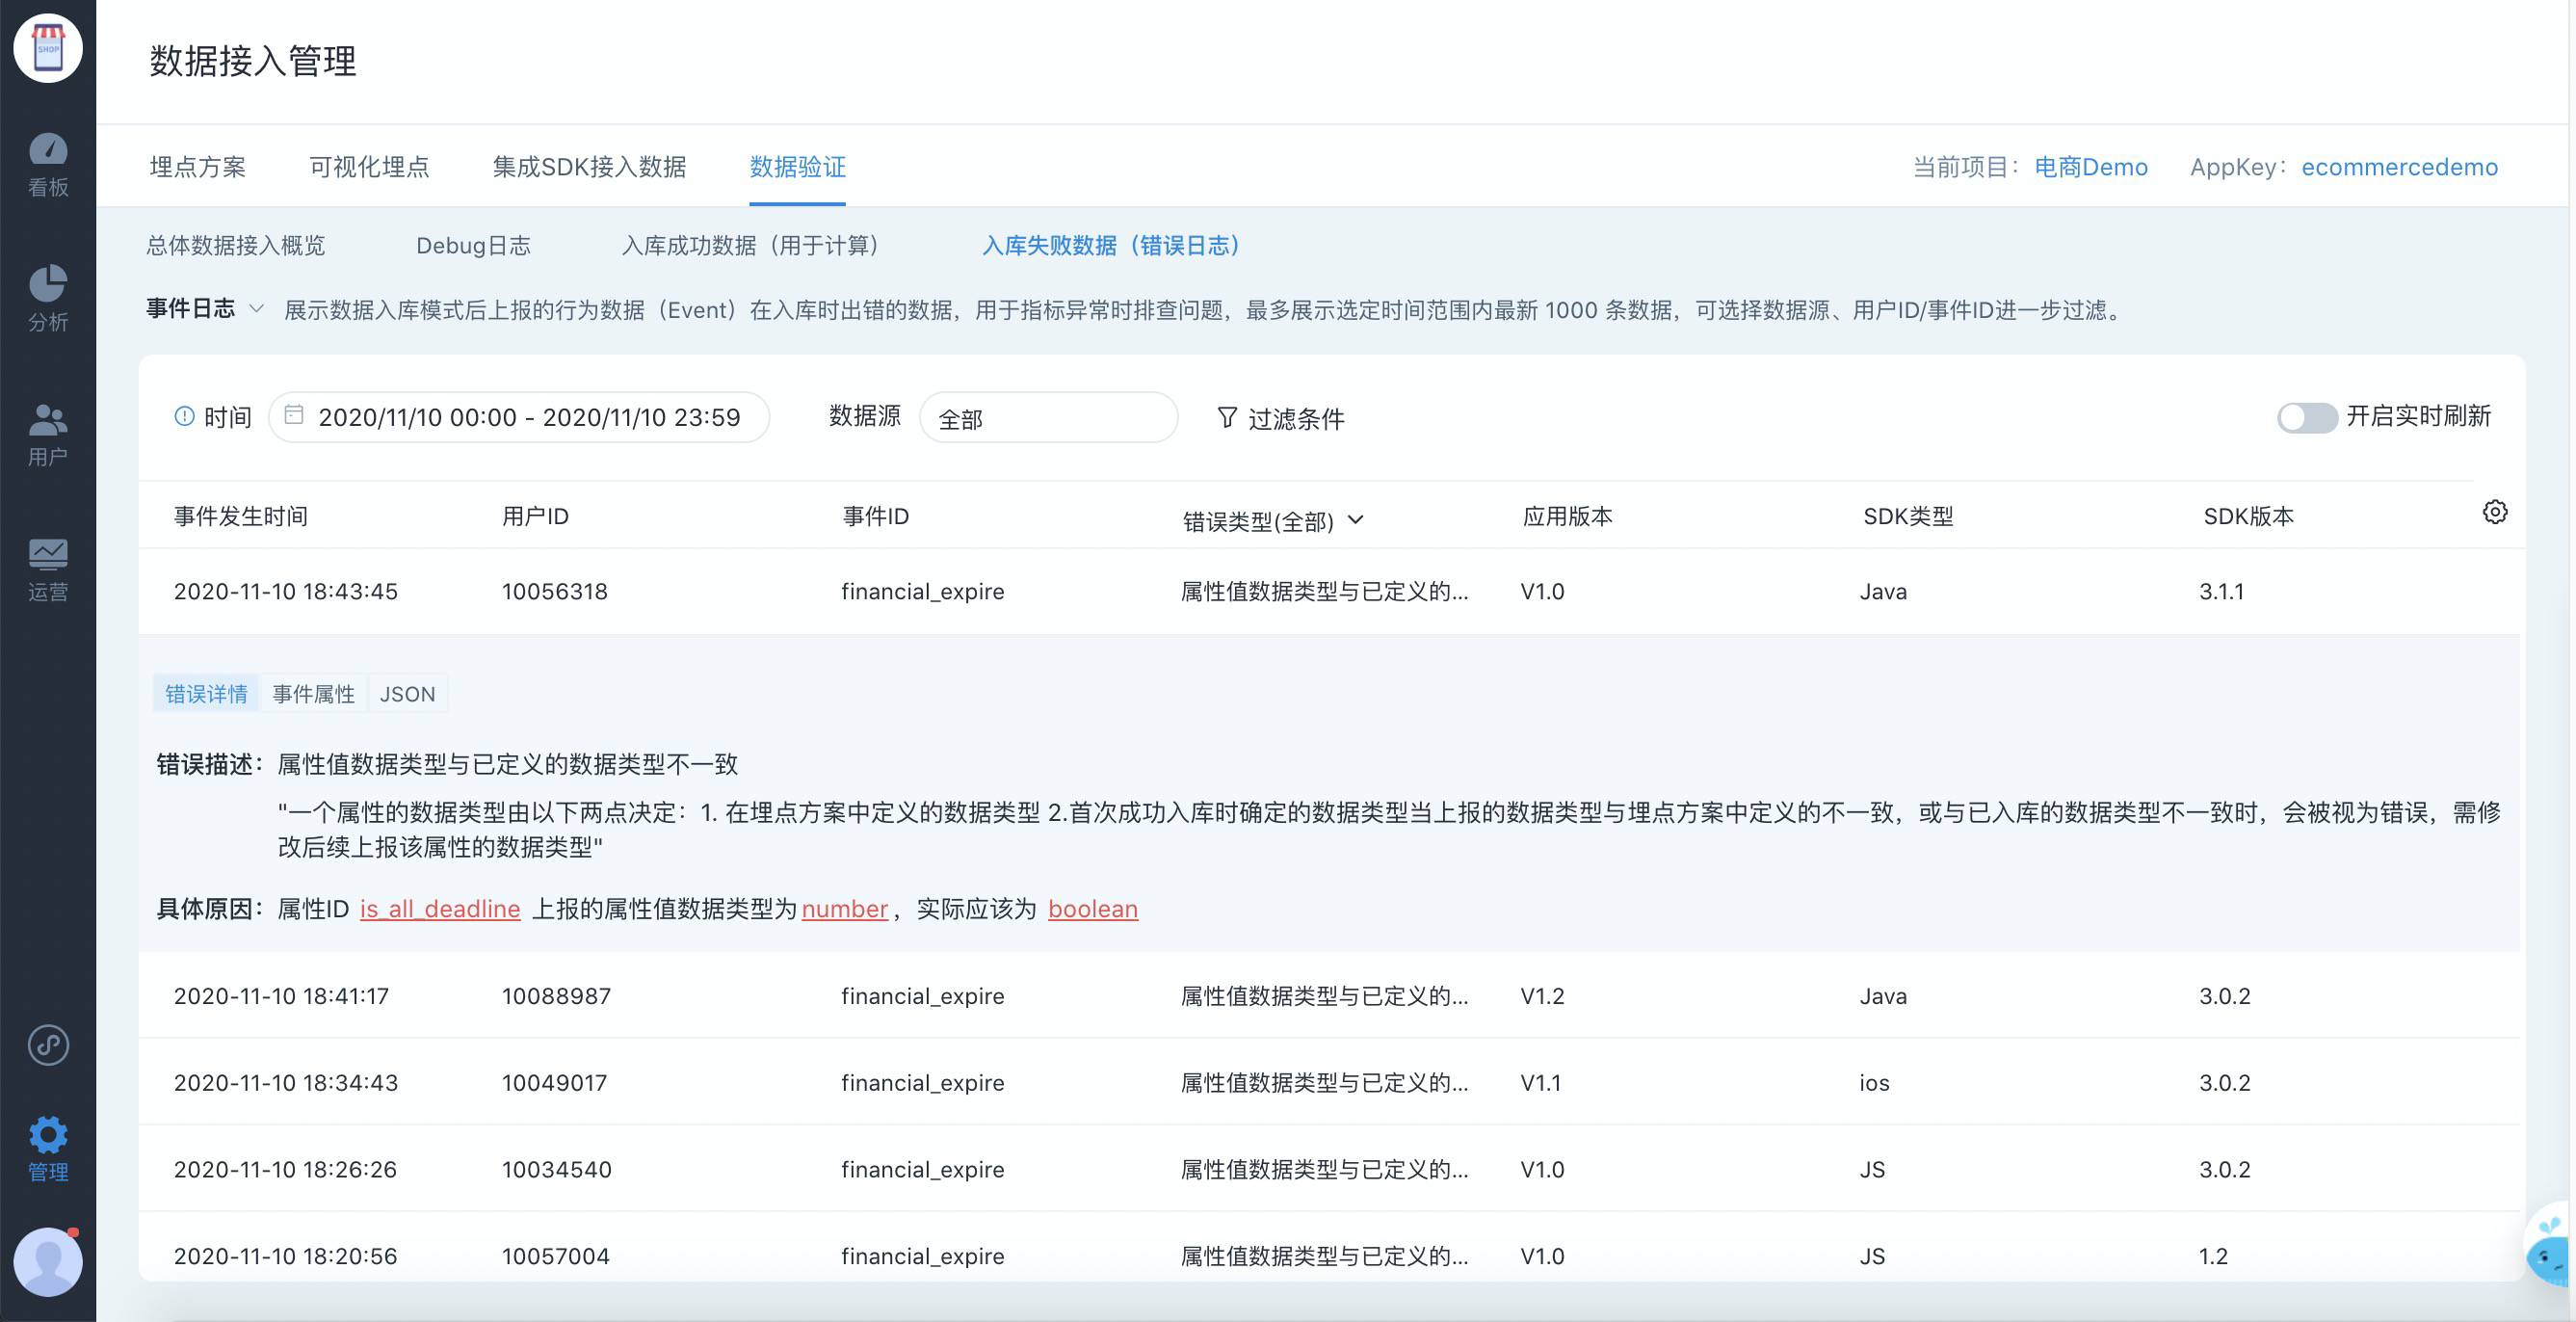 SHOP
数据接入管理
看板
分析
用户
运营
管理
埋点方案 可视化埋点 集成SDK接入数据 数据验证 当前项目：电商Demo AppKey：ecommercedemo
总体数据接入概览 Debug日志 入库成功数据（用于计算） 入库失败数据（错误日志）
事件日志 展示数据入库模式后上报的行为数据（Event）在入库时出错的数据，用于指标异常时排查问题，最多展示选定时间范围内最新 1000 条数据，可选择数据源、用户ID/事件ID进一步过滤。
时间 2020/11/10 00:00 - 2020/11/10 23:59 数据源 全部 过滤条件 开启实时刷新
事件发生时间 用户ID 事件ID 错误类型(全部) 应用版本 SDK类型 SDK版本
2020-11-10 18:43:45 10056318 financial_expire 属性值数据类型与已定义的... V1.0 Java 3.1.1
错误详情 事件属性 JSON
错误描述：属性值数据类型与已定义的数据类型不一致
"一个属性的数据类型由以下两点决定：1. 在埋点方案中定义的数据类型 2.首次成功入库时确定的数据类型当上报的数据类型与埋点方案中定义的不一致，或与已入库的数据类型不一致时，会被视为错误，需修
改后续上报该属性的数据类型"
具体原因：属性ID is_all_deadline 上报的属性值数据类型为number，实际应该为 boolean
2020-11-10 18:41:17 10088987 financial_expire 属性值数据类型与已定义的... V1.2 Java 3.0.2
2020-11-10 18:34:43 10049017 financial_expire 属性值数据类型与已定义的... V1.1 ios 3.0.2
2020-11-10 18:26:26 10034540 financial_expire 属性值数据类型与已定义的... V1.0 JS 3.0.2
2020-11-10 18:20:56 10057004 financial_expire 属性值数据类型与已定义的... V1.0 JS 1.2